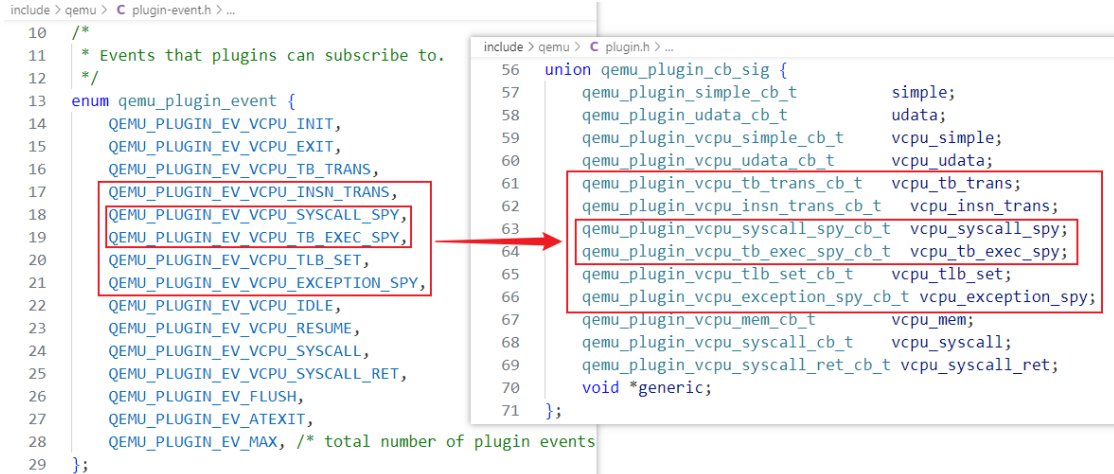 include > qemu > C plugin-event.h > ...
10 /*
11  * Events that plugins can subscribe to.
12  */
13 enum qemu_plugin_event {
14     QEMU_PLUGIN_EV_VCPU_INIT,
15     QEMU_PLUGIN_EV_VCPU_EXIT,
16     QEMU_PLUGIN_EV_VCPU_TB_TRANS,
17     QEMU_PLUGIN_EV_VCPU_INSN_TRANS,
18     QEMU_PLUGIN_EV_VCPU_SYSCALL_SPY,
19     QEMU_PLUGIN_EV_VCPU_TB_EXEC_SPY,
20     QEMU_PLUGIN_EV_VCPU_TLB_SET,
21     QEMU_PLUGIN_EV_VCPU_EXCEPTION_SPY,
22     QEMU_PLUGIN_EV_VCPU_IDLE,
23     QEMU_PLUGIN_EV_VCPU_RESUME,
24     QEMU_PLUGIN_EV_VCPU_SYSCALL,
25     QEMU_PLUGIN_EV_VCPU_SYSCALL_RET,
26     QEMU_PLUGIN_EV_FLUSH,
27     QEMU_PLUGIN_EV_ATEXIT,
28     QEMU_PLUGIN_EV_MAX, /* total number of plugin events
29 };
include > qemu > C plugin.h > ...
56 union qemu_plugin_cb_sig {
57     qemu_plugin_simple_cb_t          simple;
58     qemu_plugin_udata_cb_t           udata;
59     qemu_plugin_vcpu_simple_cb_t     vcpu_simple;
60     qemu_plugin_vcpu_udata_cb_t      vcpu_udata;
61     qemu_plugin_vcpu_tb_trans_cb_t   vcpu_tb_trans;
62     qemu_plugin_vcpu_insn_trans_cb_t   vcpu_insn_trans;
63     qemu_plugin_vcpu_syscall_spy_cb_t  vcpu_syscall_spy;
64     qemu_plugin_vcpu_tb_exec_spy_cb_t  vcpu_tb_exec_spy;
65     qemu_plugin_vcpu_tlb_set_cb_t    vcpu_tlb_set;
66     qemu_plugin_vcpu_exception_spy_cb_t vcpu_exception_spy;
67     qemu_plugin_vcpu_mem_cb_t        vcpu_mem;
68     qemu_plugin_vcpu_syscall_cb_t    vcpu_syscall;
69     qemu_plugin_vcpu_syscall_ret_cb_t vcpu_syscall_ret;
70     void *generic;
71 };